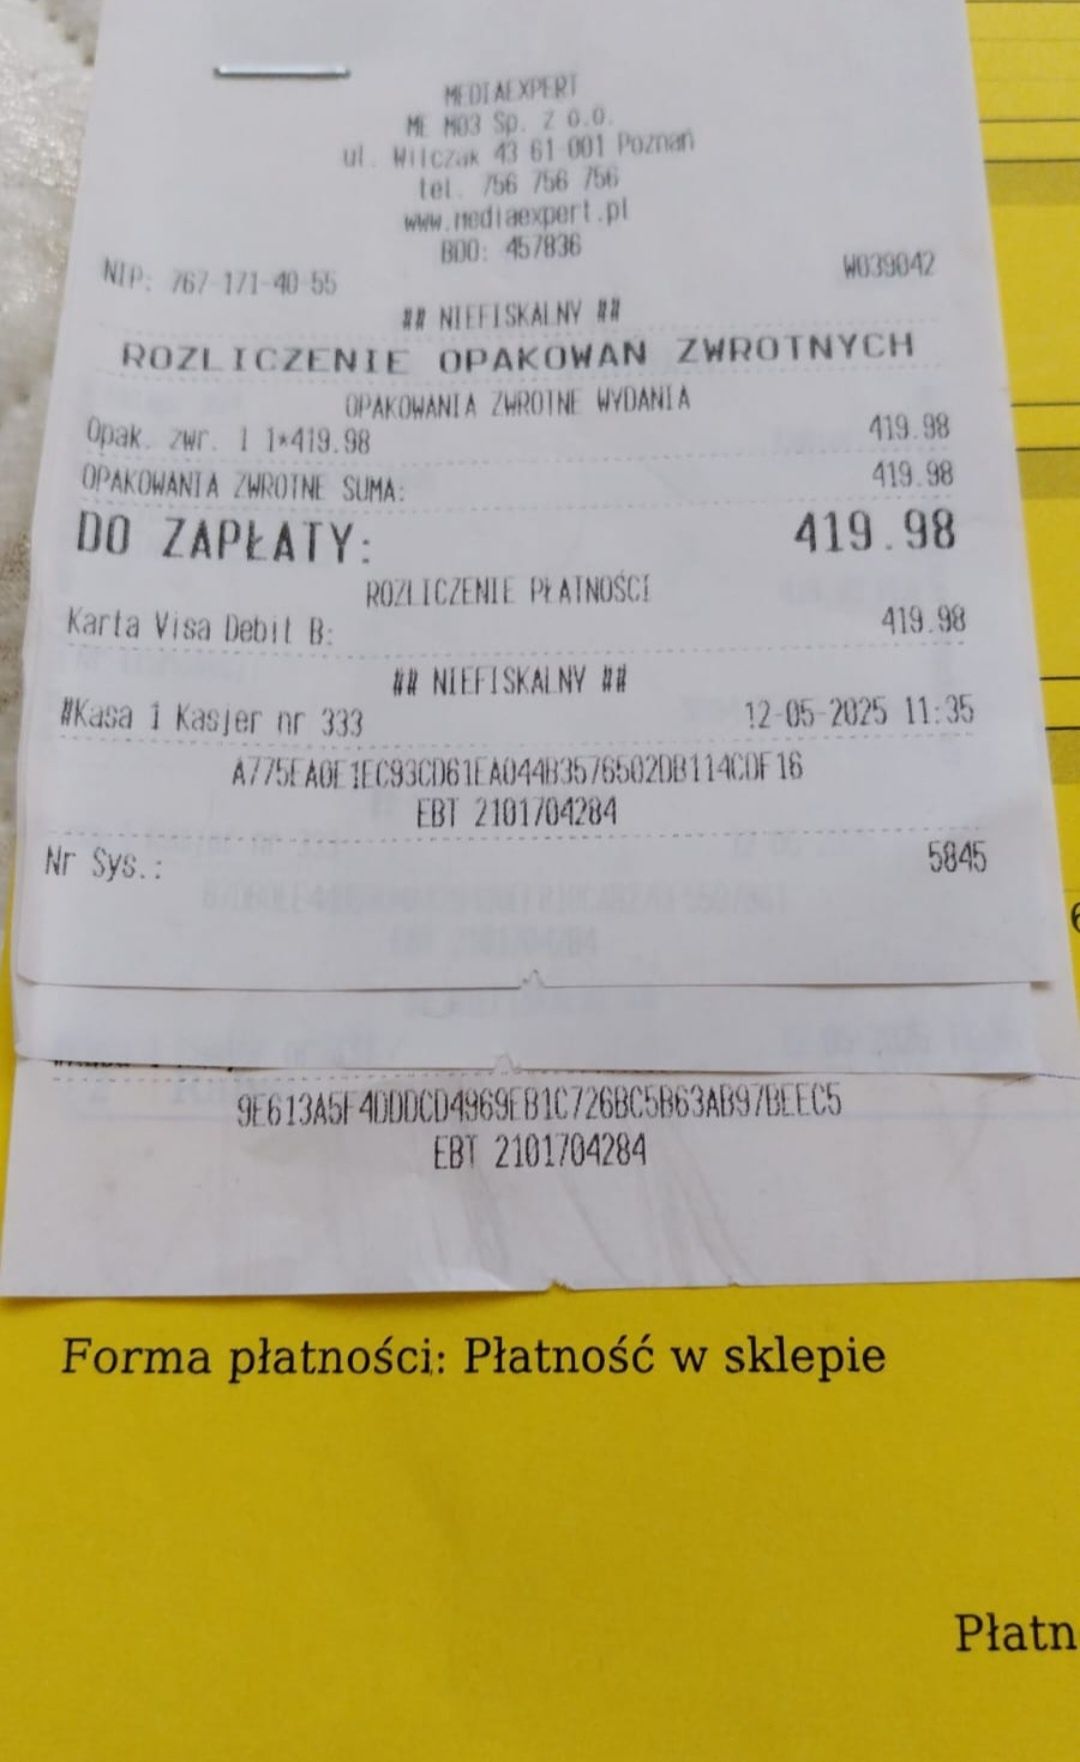 MEDIAEXPERT
ME M03 Sp. Z o.o.
ul. Wilczak 43 61-001 Poznań
tel. 756 756 756
www.mediaexpert.pl
BDO: 457836
NIP: 767-171-40-55 W039042
## NIEFISKALNY ##
ROZLICZENIE OPAKOWAN ZWROTNYCH
OPAKOWANIA ZWROTNE WYDANIA
Opak. zwr. 1 1*419.98 419.98
OPAKOWANIA ZWROTNE SUMA: 419.98
DO ZAPŁATY: 419.98
ROZLICZENIE PŁATNOŚCI
Karta Visa Debit B: 419.98
## NIEFISKALNY ##
#Kasa 1 Kasjer nr 333 12-05-2025 11:35
A775EA0E1EC93CD61EA044B3576502DB114CDF16
EBT 2101704284
Nr Sys.: 5845
9E613A5F4DDDCD4969EB1C726BC5B63AB97BEEC5
EBT 2101704284
Forma płatności: Płatność w sklepie
Płatn